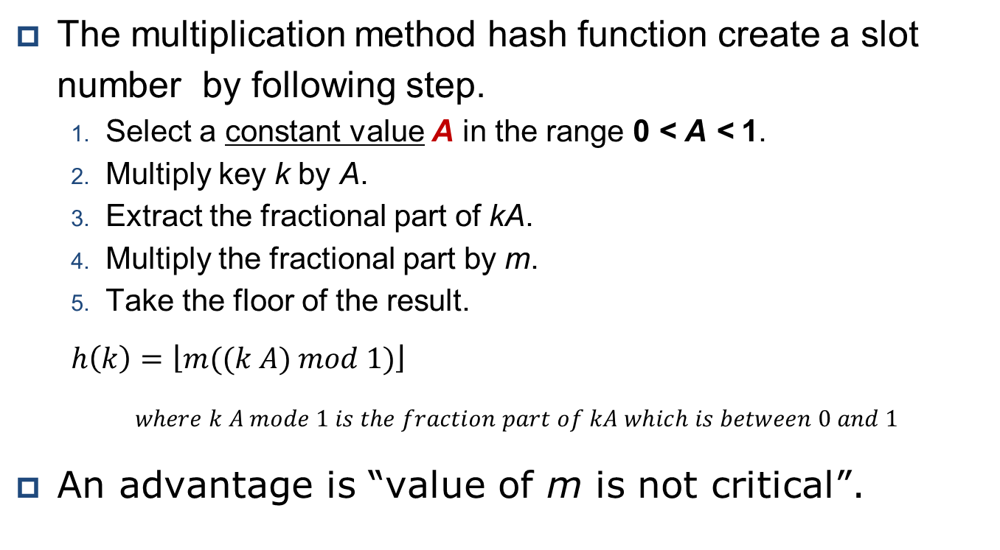 The multiplication method hash function create a slot
number by following step.
1. Select a constant value A in the range 0 < A < 1.
2. Multiply key k by A.
3. Extract the fractional part of kA.
4. Multiply the fractional part by m.
5. Take the floor of the result.
h(k) = ⌊m((k A) mod 1)⌋
where k A mode 1 is the fraction part of kA which is between 0 and 1
An advantage is “value of m is not critical”.